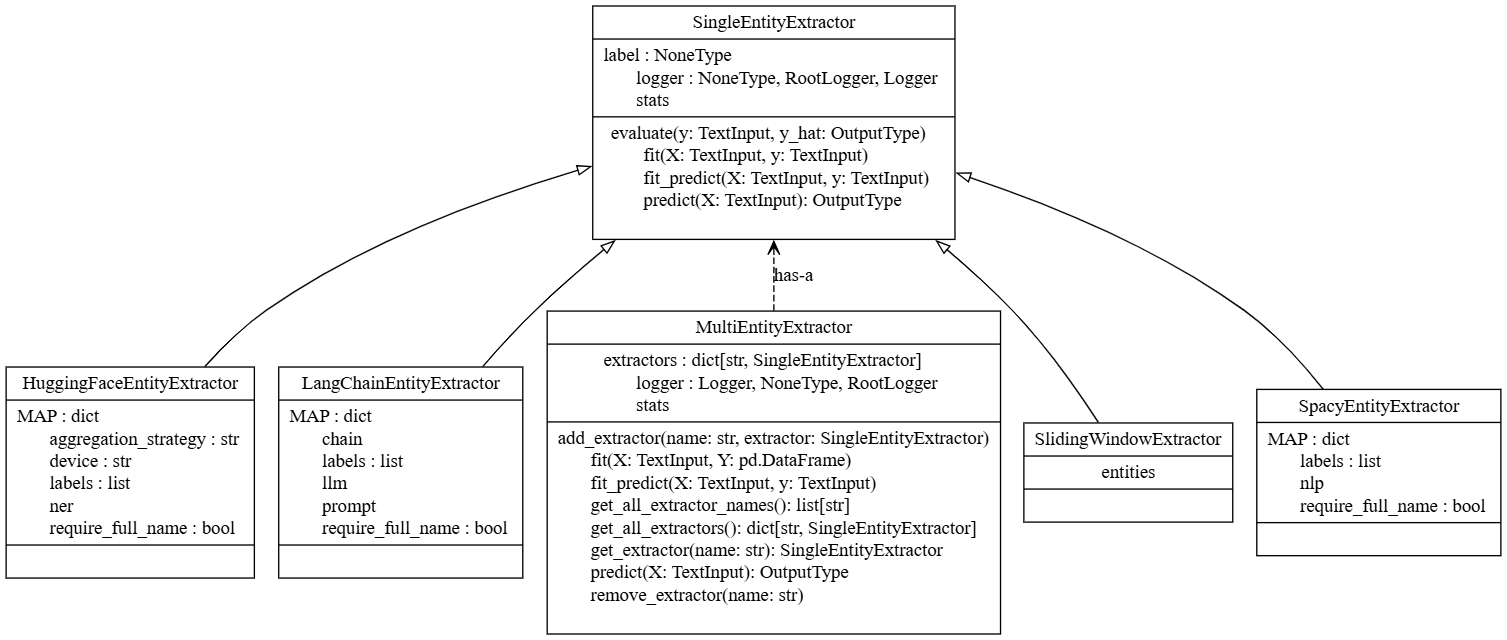 SingleEntityExtractor
label : NoneType
logger : NoneType, RootLogger, Logger
stats
evaluate(y: TextInput, y_hat: OutputType)
fit(X: TextInput, y: TextInput)
fit_predict(X: TextInput, y: TextInput)
predict(X: TextInput): OutputType
has-a
HuggingFaceEntityExtractor
MAP : dict
aggregation_strategy : str
device : str
labels : list
ner
require_full_name : bool
LangChainEntityExtractor
MAP : dict
chain
labels : list
llm
prompt
require_full_name : bool
MultiEntityExtractor
extractors : dict[str, SingleEntityExtractor]
logger : Logger, NoneType, RootLogger
stats
add_extractor(name: str, extractor: SingleEntityExtractor)
fit(X: TextInput, Y: pd.DataFrame)
fit_predict(X: TextInput, y: TextInput)
get_all_extractor_names(): list[str]
get_all_extractors(): dict[str, SingleEntityExtractor]
get_extractor(name: str): SingleEntityExtractor
predict(X: TextInput): OutputType
remove_extractor(name: str)
SlidingWindowExtractor
entities
SpacyEntityExtractor
MAP : dict
labels : list
nlp
require_full_name : bool